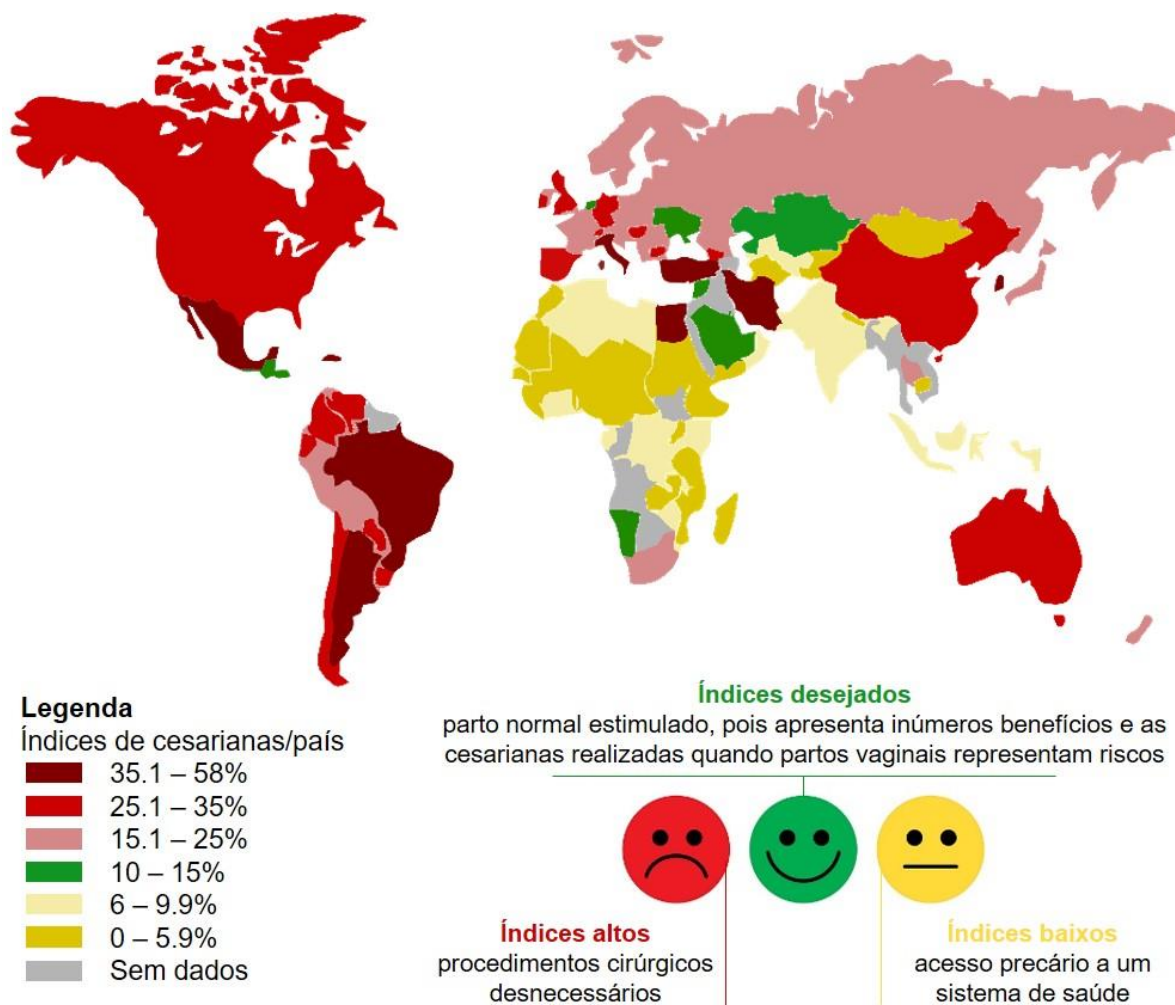 Legenda
Índices de cesarianas/país
35.1 – 58%
25.1 – 35%
15.1 – 25%
10 – 15%
6 – 9.9%
0 – 5.9%
Sem dados
Índices desejados
parto normal estimulado, pois apresenta inúmeros benefícios e as
cesarianas realizadas quando partos vaginais representam riscos
Índices altos
procedimentos cirúrgicos
desnecessários
Índices baixos
acesso precário a um
sistema de saúde